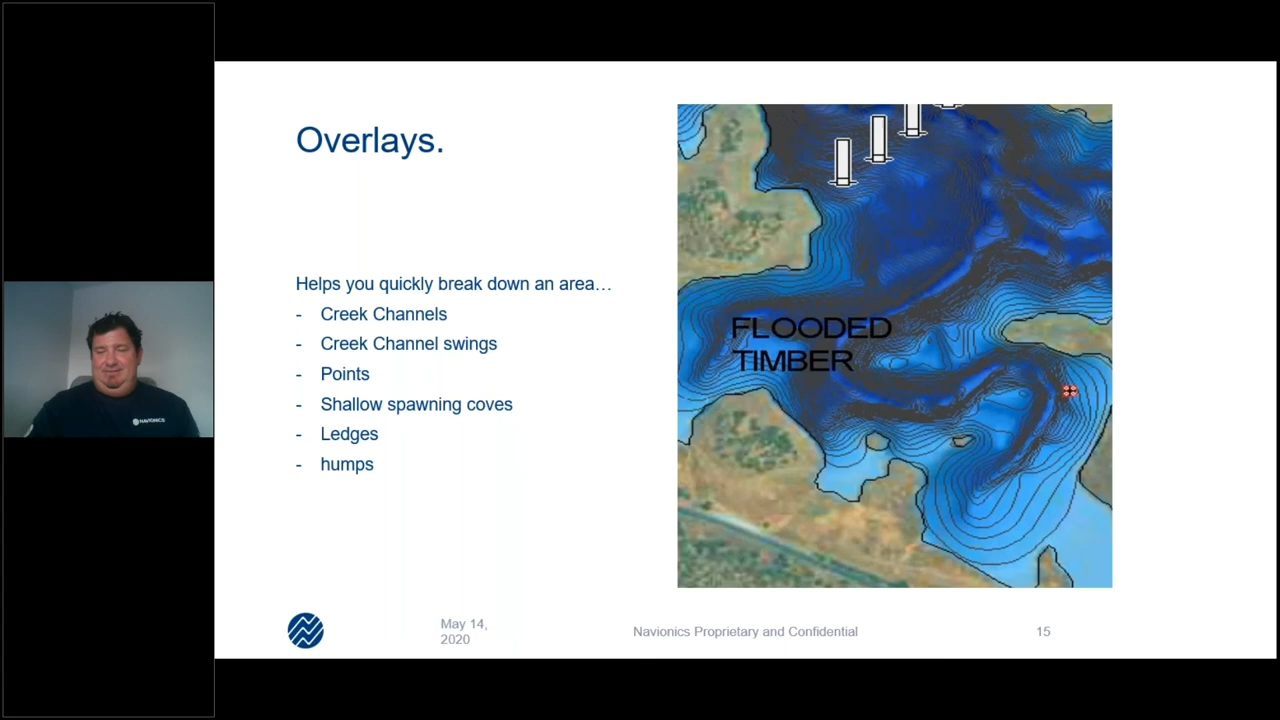 Overlays.
Helps you quickly break down an area…
- Creek Channels
- Creek Channel swings
- Points
- Shallow spawning coves
- Ledges
- humps
FLOODED
TIMBER
NAVIONICS
May 14,
2020
Navionics Proprietary and Confidential
15